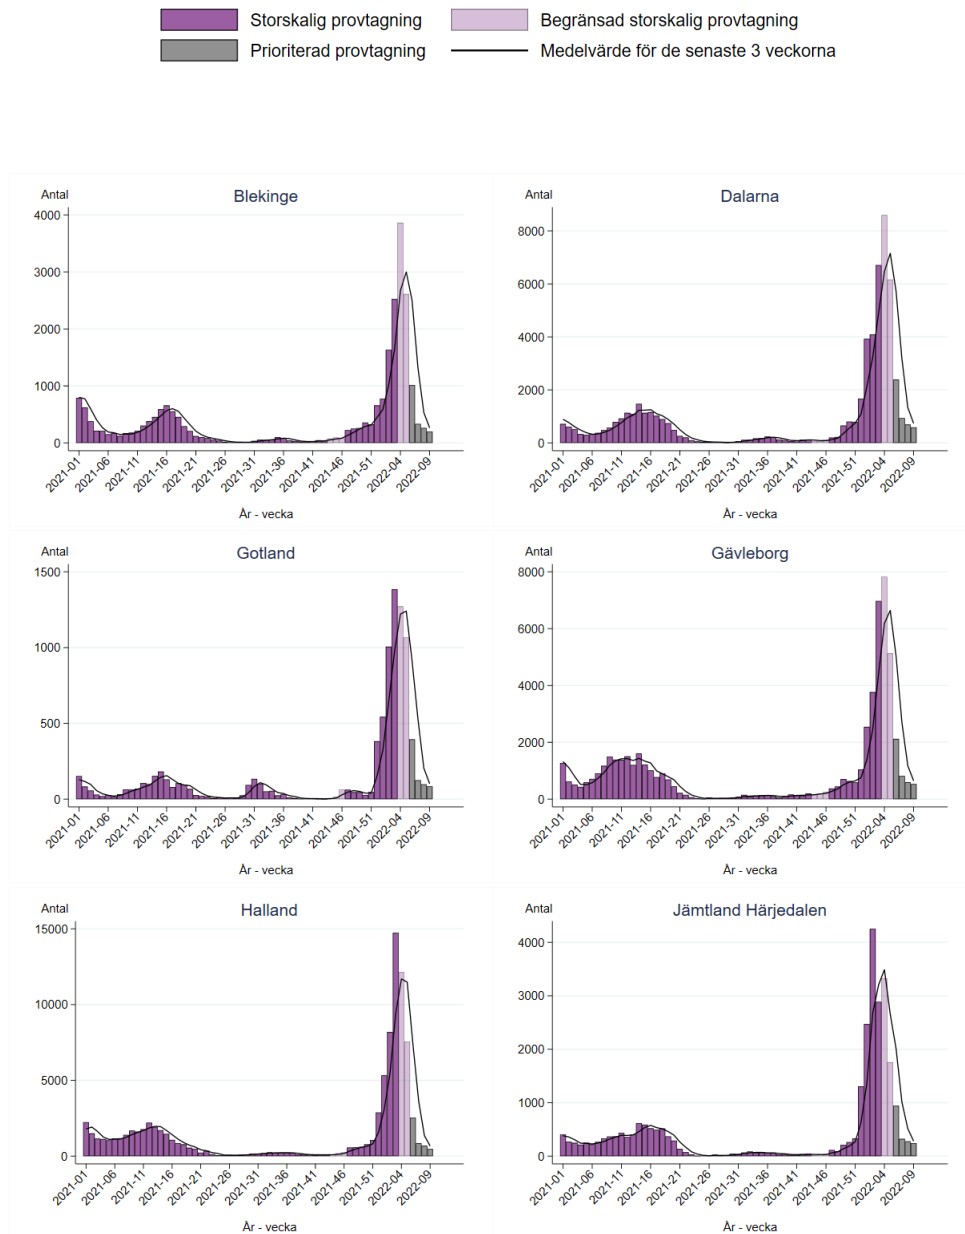 Storskalig provtagning
Begränsad storskalig provtagning
Prioriterad provtagning
Medelvärde för de senaste 3 veckorna
Antal
Blekinge
4000
3000
2000
1000
0
2021-01 2021-06 2021-11 2021-16 2021-21 2021-26 2021-31 2021-36 2021-41 2021-46 2021-51 2022-04 2022-09
År - vecka
Antal
Dalarna
8000
6000
4000
2000
0
2021-01 2021-06 2021-11 2021-16 2021-21 2021-26 2021-31 2021-36 2021-41 2021-46 2021-51 2022-04 2022-09
År - vecka
Antal
Gotland
1500
1000
500
0
2021-01 2021-06 2021-11 2021-16 2021-21 2021-26 2021-31 2021-36 2021-41 2021-46 2021-51 2022-04 2022-09
År - vecka
Antal
Gävleborg
8000
6000
4000
2000
0
2021-01 2021-06 2021-11 2021-16 2021-21 2021-26 2021-31 2021-36 2021-41 2021-46 2021-51 2022-04 2022-09
År - vecka
Antal
Halland
15000
10000
5000
0
2021-01 2021-06 2021-11 2021-16 2021-21 2021-26 2021-31 2021-36 2021-41 2021-46 2021-51 2022-04 2022-09
År - vecka
Antal
Jämtland Härjedalen
4000
3000
2000
1000
0
2021-01 2021-06 2021-11 2021-16 2021-21 2021-26 2021-31 2021-36 2021-41 2021-46 2021-51 2022-04 2022-09
År - vecka